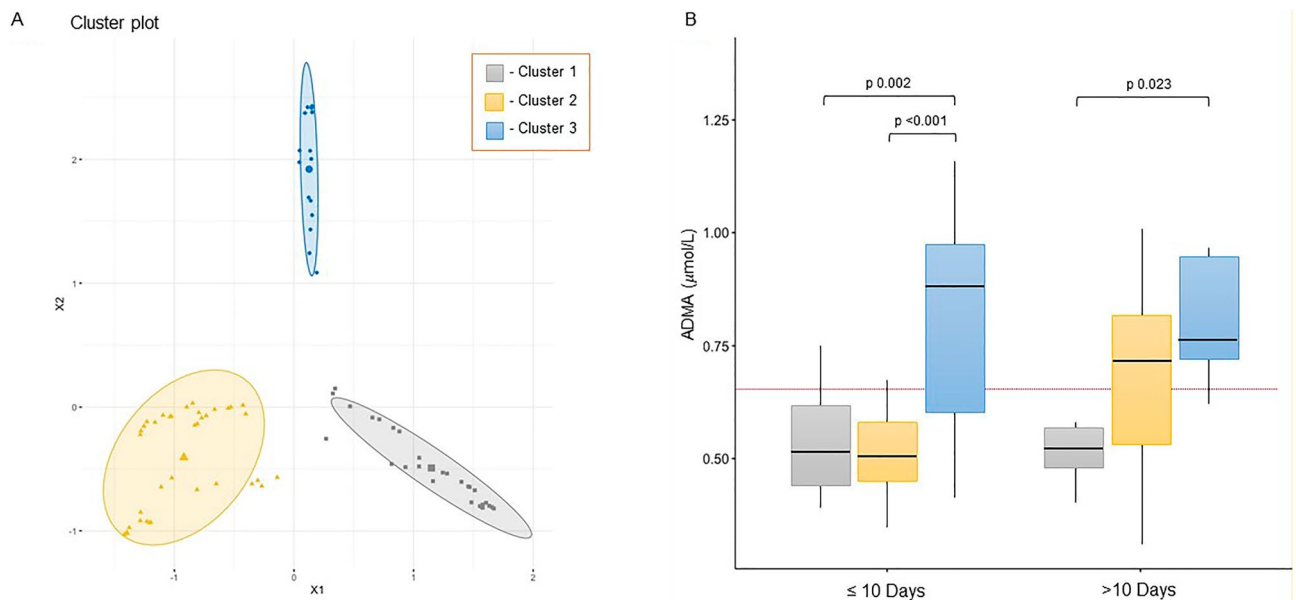 A
Cluster plot
- Cluster 1
- Cluster 2
- Cluster 3
X2
2
1
0
-1
-1
0
1
2
X1
B
p 0.002
p <0.001
p 0.023
ADMA (μmol/L)
1.25
1.00
0.75
0.50
≤ 10 Days
>10 Days